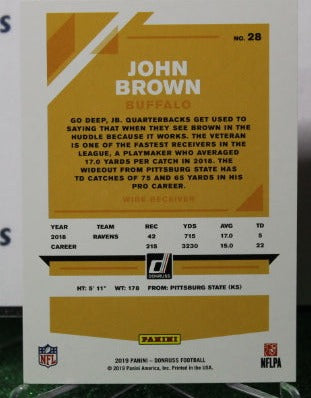 NO. 28
JOHN
BROWN
BUFFALO
GO DEEP, JB. QUARTERBACKS GET USED TO
SAYING THAT WHEN THEY SEE BROWN IN THE
HUDDLE BECAUSE IT WORKS. THE VETERAN
IS ONE OF THE FASTEST RECEIVERS IN THE
LEAGUE, A PLAYMAKER WHO AVERAGED
17.0 YARDS PER CATCH IN 2018. THE
WIDEOUT FROM PITTSBURG STATE HAS
TD CATCHES OF 75 AND 65 YARDS IN HIS
PRO CAREER.
WIDE RECEIVER
YEAR TEAM REC YDS AVG TD
2018 RAVENS 42 715 17.0 5
CAREER 215 3230 15.0 22
DONRUSS
HT: 5' 11" WT: 178 FROM: PITTSBURG STATE (KS)
PANINI
NFL
NFLPA
2019 PANINI – DONRUSS FOOTBALL
© 2019 Panini America, Inc. Printed in the USA.